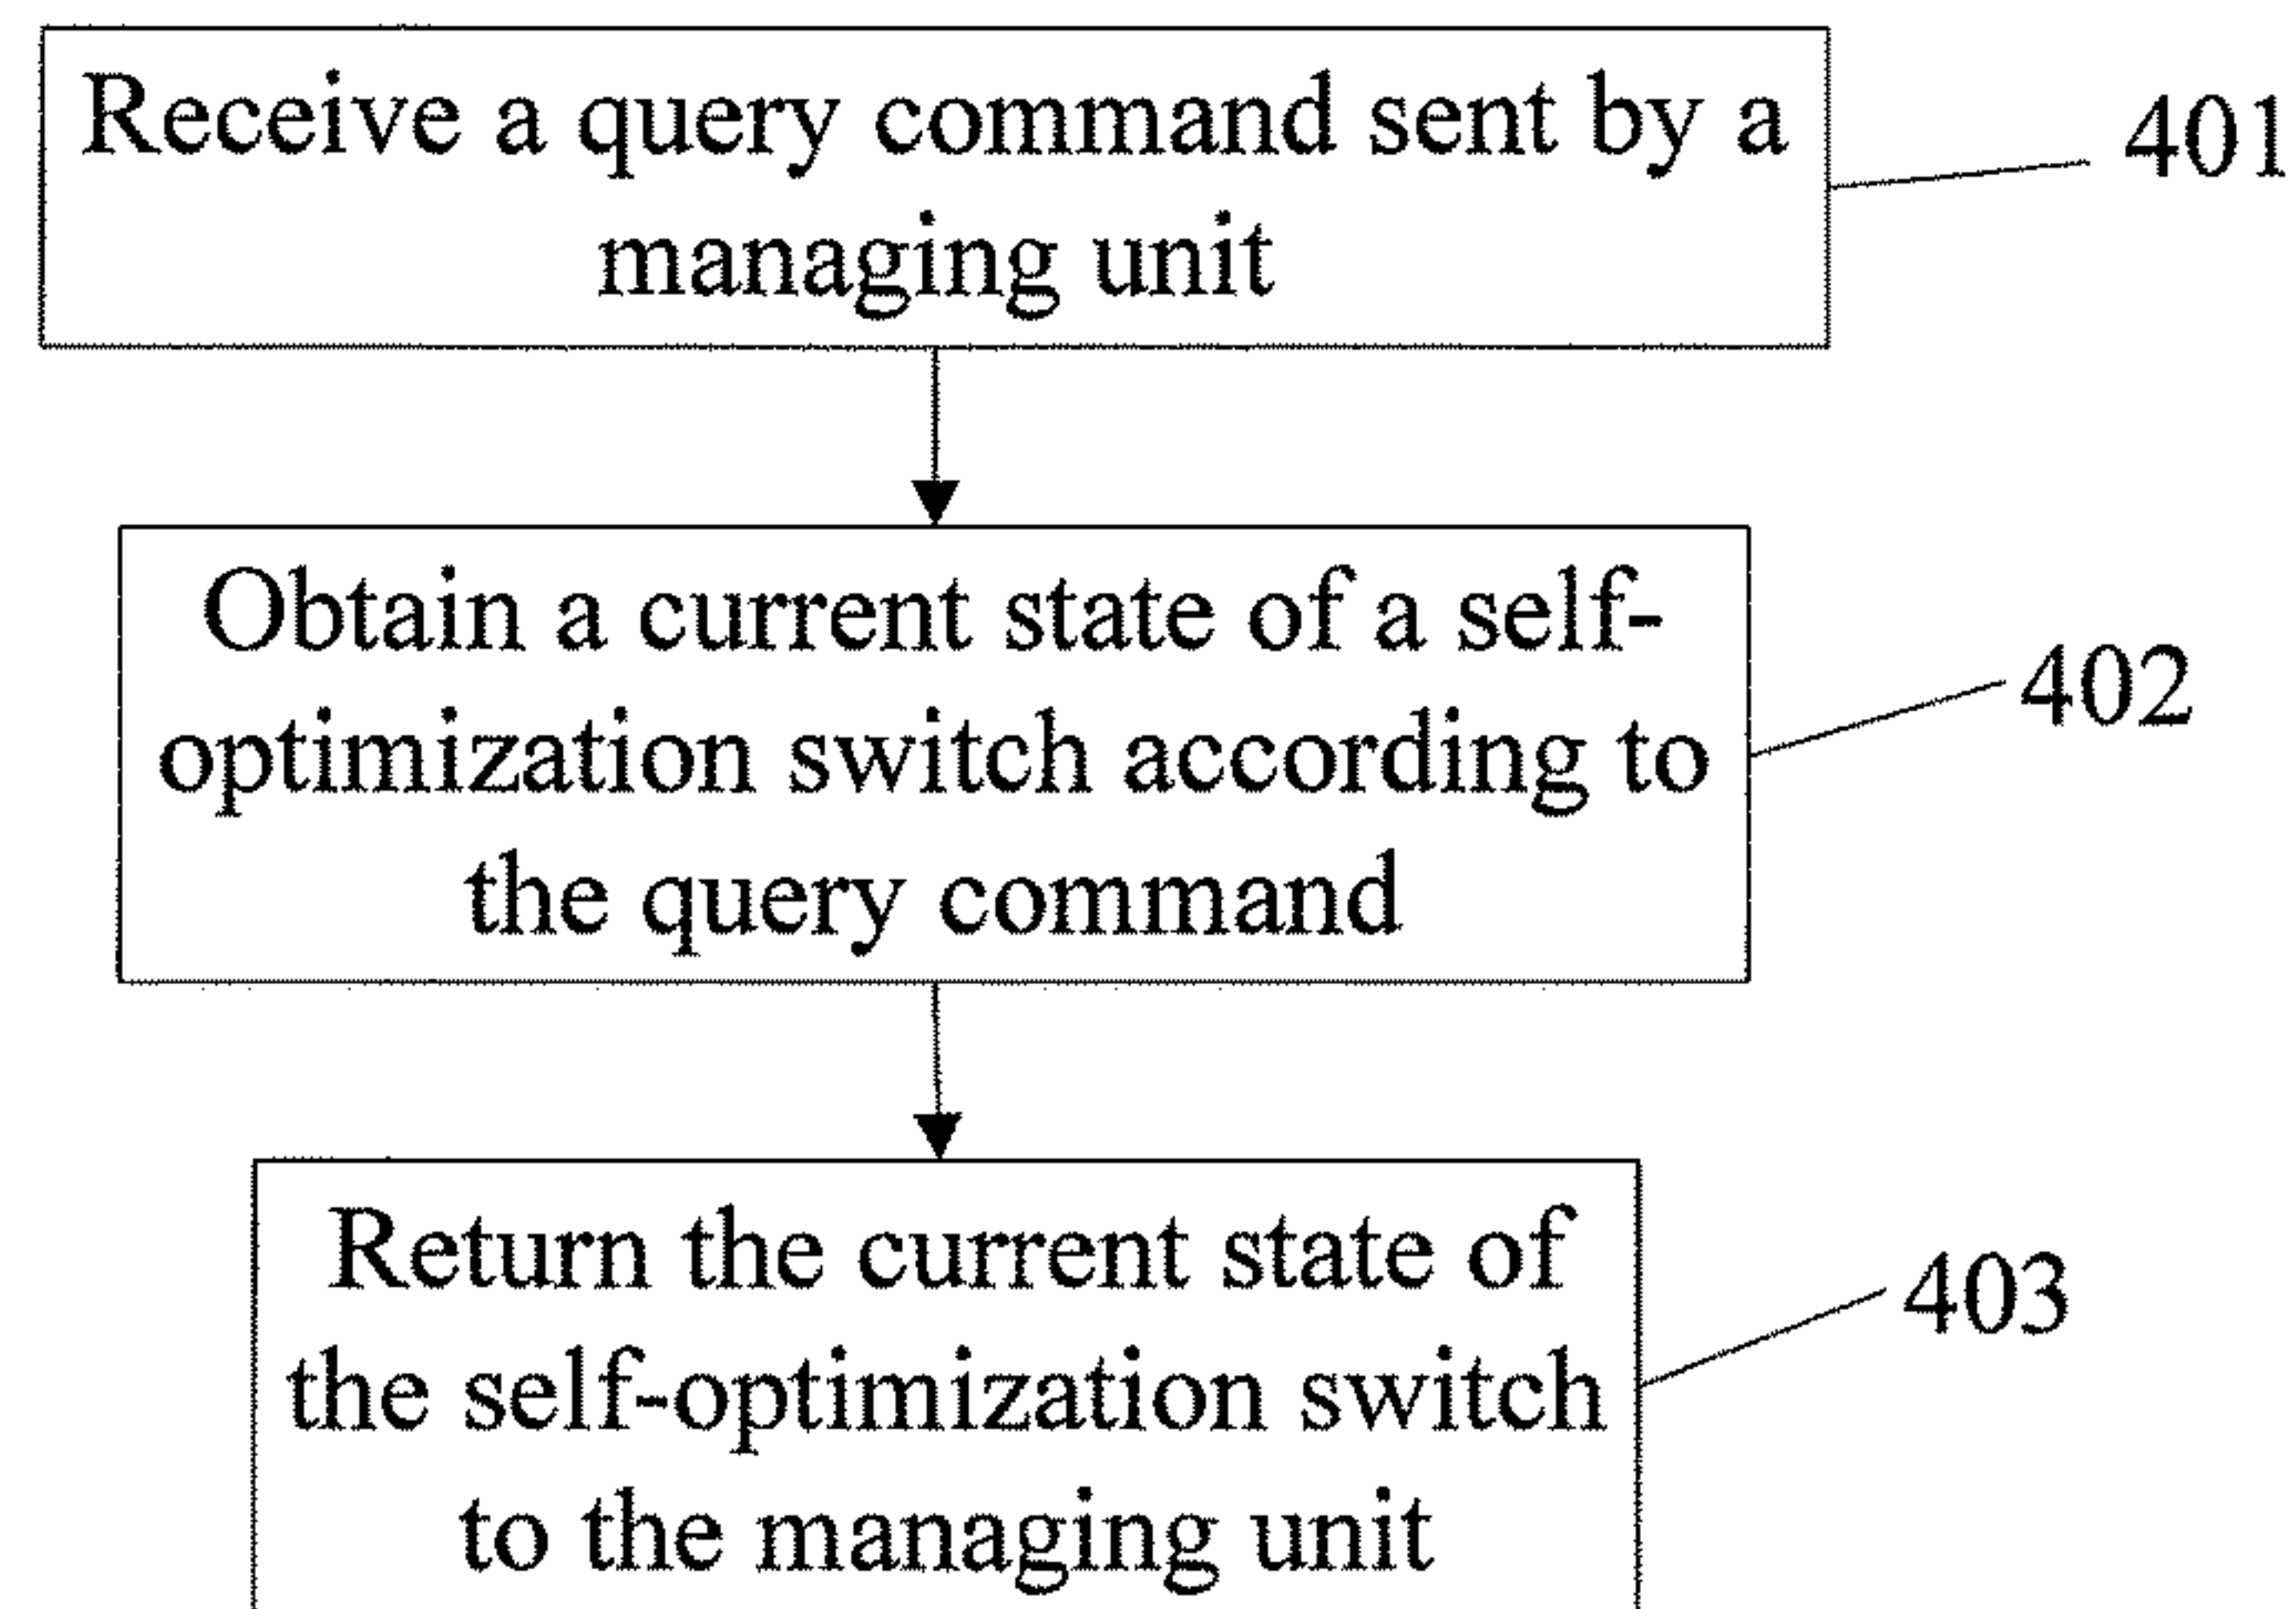 Receive a query command sent by a
managing unit
401
Obtain a current state of a self-
optimization switch according to
the query command
402
Return the current state of
the self-optimization switch
to the managing unit
403